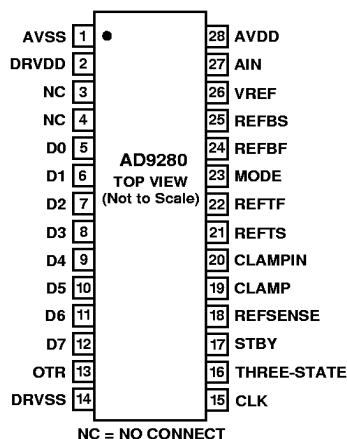 AVSS 1 28 AVDD
DRVDD 2 27 AIN
NC 3 26 VREF
NC 4 25 REFBS
D0 5 24 REFBF
D1 6 23 MODE
D2 7 22 REFTF
D3 8 21 REFTS
D4 9 20 CLAMPIN
D5 10 19 CLAMP
D6 11 18 REFSENSE
D7 12 17 STBY
OTR 13 16 THREE-STATE
DRVSS 14 15 CLK
AD9280
TOP VIEW
(Not to Scale)
NC = NO CONNECT